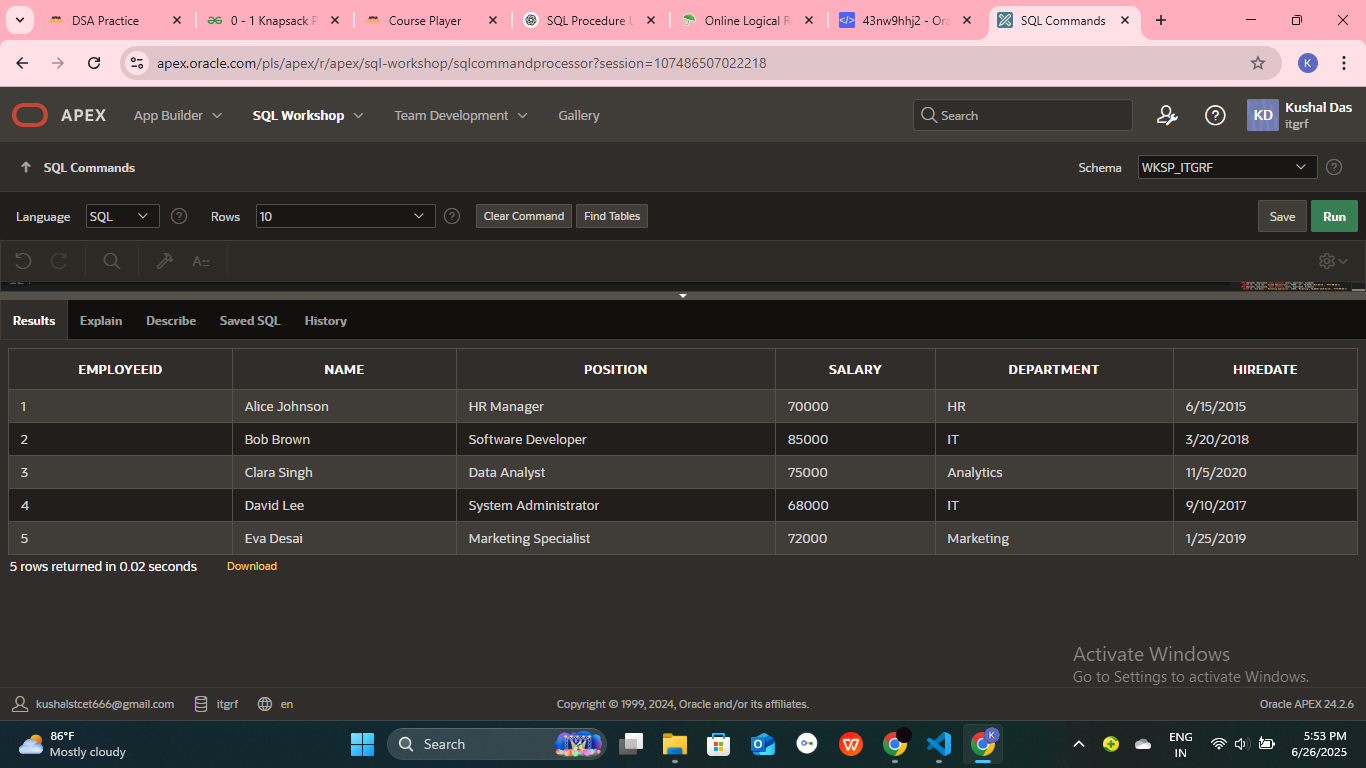 DSA Practice
0 - 1 Knapsack P
Course Player
SQL Procedure U
Online Logical R
43nw9hhj2 - Ora
SQL Commands
apex.oracle.com/pls/apex/r/apex/sql-workshop/sqlcommandprocessor?session=107486507022218
K
APEX
App Builder
SQL Workshop
Team Development
Gallery
Search
KD
Kushal Das
itgrf
SQL Commands
Schema
WKSP_ITGRF
Language
SQL
Rows
10
Clear Command
Find Tables
Save
Run
Results
Explain
Describe
Saved SQL
History
EMPLOYEEID NAME POSITION SALARY DEPARTMENT HIREDATE
1 Alice Johnson HR Manager 70000 HR 6/15/2015
2 Bob Brown Software Developer 85000 IT 3/20/2018
3 Clara Singh Data Analyst 75000 Analytics 11/5/2020
4 David Lee System Administrator 68000 IT 9/10/2017
5 Eva Desai Marketing Specialist 72000 Marketing 1/25/2019
5 rows returned in 0.02 seconds
Download
Activate Windows
Go to Settings to activate Windows.
kushalstcet666@gmail.com
itgrf
en
Copyright © 1999, 2024, Oracle and/or its affiliates.
Oracle APEX 24.2.6
86°F
Mostly cloudy
Search
ENG
IN
5:53 PM
6/26/2025